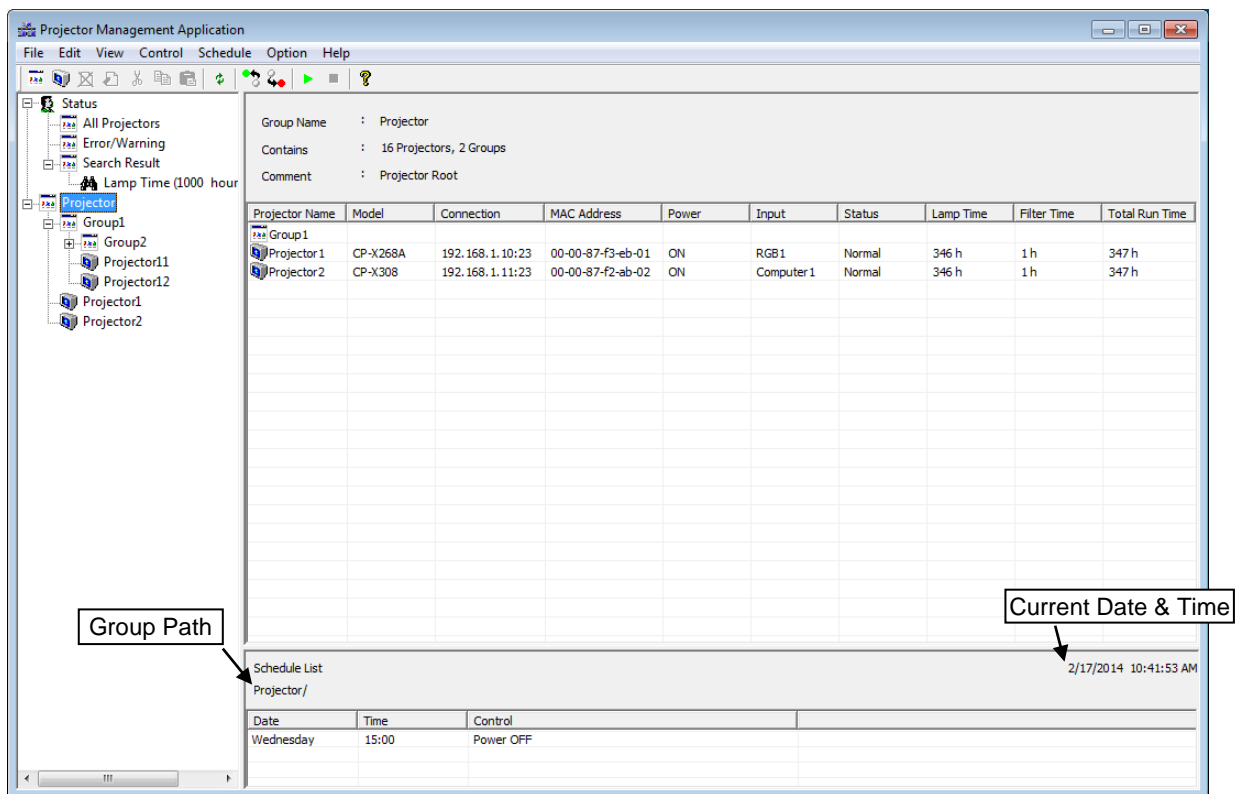 Projector Management Application
File Edit View Control Schedule Option Help
Status
All Projectors
Error/Warning
Search Result
Lamp Time (1000 hour
Projector
Group1
Group2
Projector11
Projector12
Projector1
Projector2
Group Name : Projector
Contains : 16 Projectors, 2 Groups
Comment : Projector Root
Projector Name Model Connection MAC Address Power Input Status Lamp Time Filter Time Total Run Time
Group1
Projector1 CP-X268A 192.168.1.10:23 00-00-87-f3-eb-01 ON RGB1 Normal 346 h 1 h 347 h
Projector2 CP-X308 192.168.1.11:23 00-00-87-f2-ab-02 ON Computer1 Normal 346 h 1 h 347 h
Current Date & Time
Group Path
Schedule List 2/17/2014 10:41:53 AM
Projector/
Date Time Control
Wednesday 15:00 Power OFF